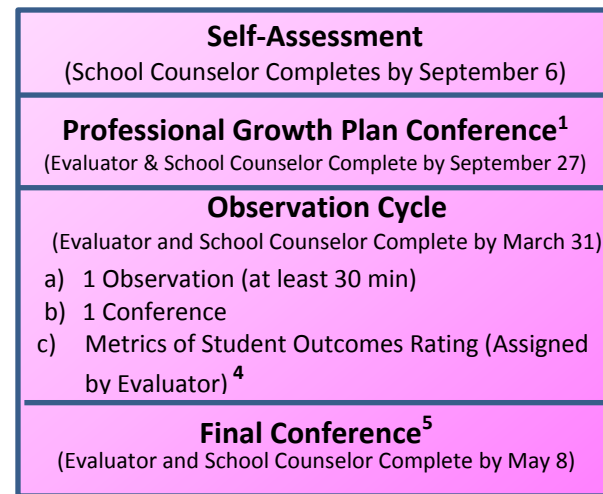 Self-Assessment
(School Counselor Completes by September 6)
Professional Growth Plan Conference¹
(Evaluator & School Counselor Complete by September 27)
Observation Cycle
(Evaluator and School Counselor Complete by March 31)
a) 1 Observation (at least 30 min)
b) 1 Conference
c) Metrics of Student Outcomes Rating (Assigned
by Evaluator) ⁴
Final Conference⁵
(Evaluator and School Counselor Complete by May 8)